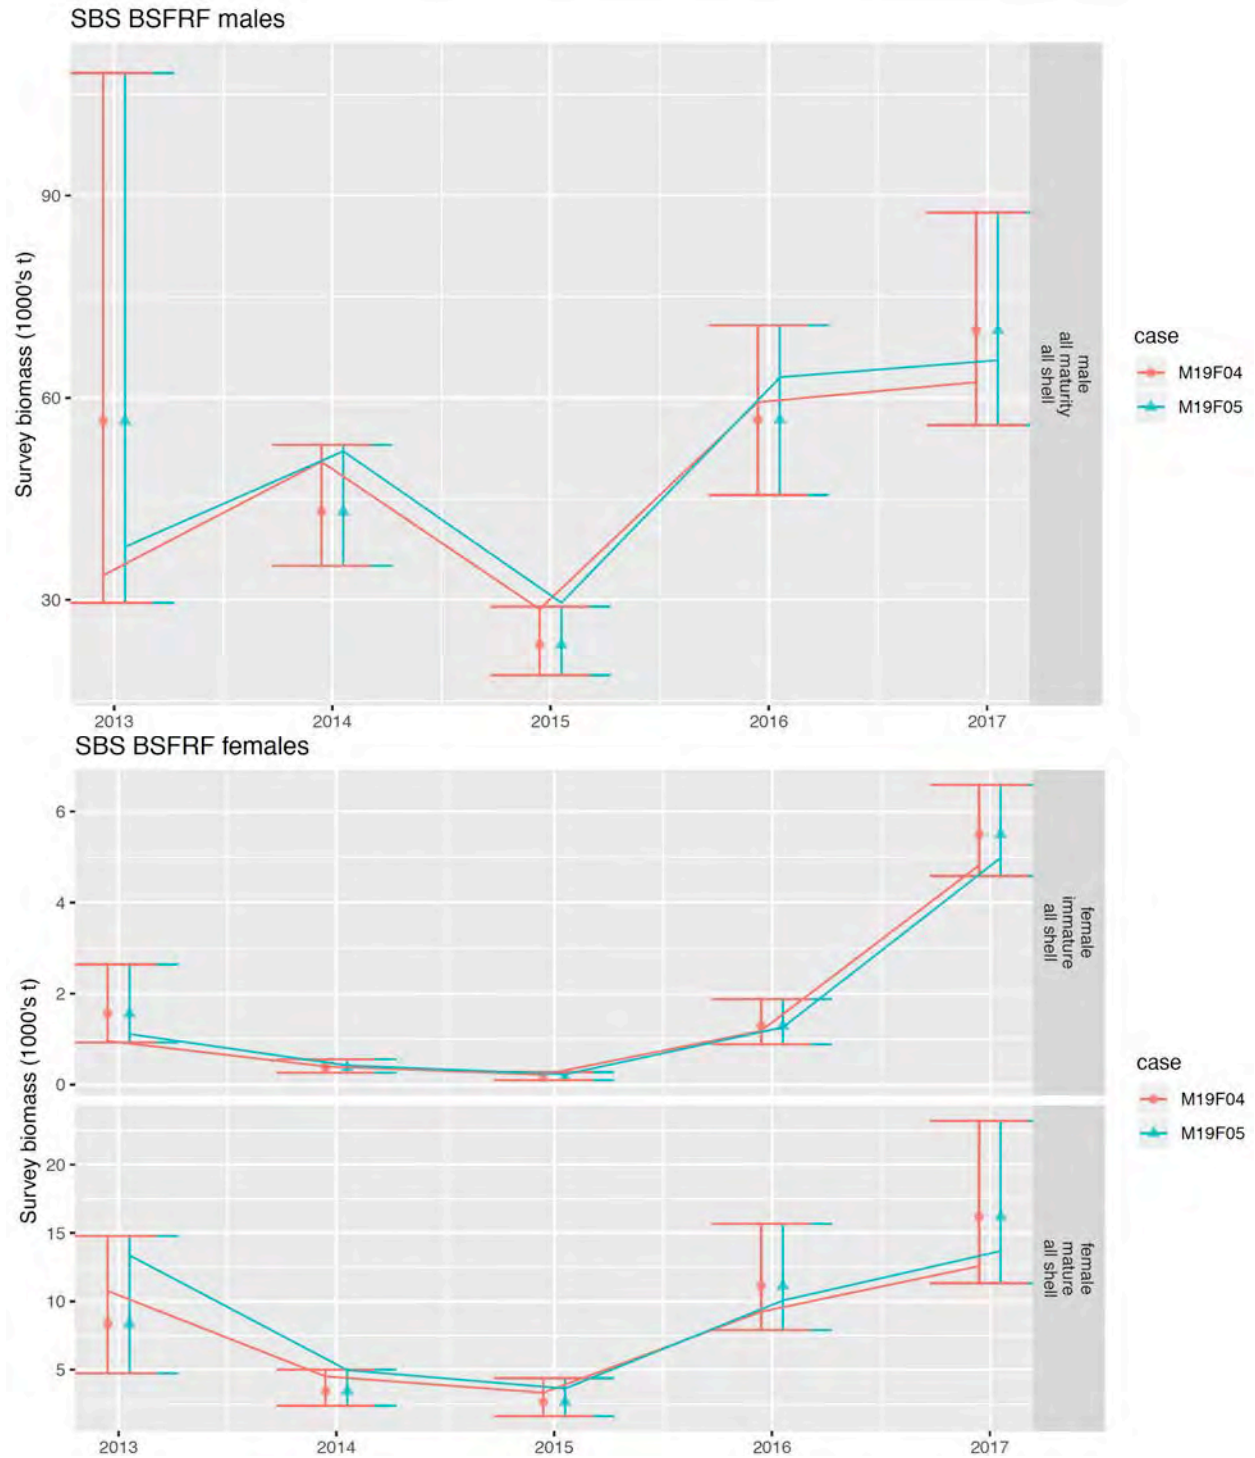 SBS BSFRF males
Survey biomass (1000's t)
90
60
30
2013 2014 2015 2016 2017
male
all maturity
all shell
case
M19F04
M19F05
SBS BSFRF females
Survey biomass (1000's t)
6
4
2
0
female
immature
all shell
20
15
10
5
female
mature
all shell
2013 2014 2015 2016 2017
case
M19F04
M19F05